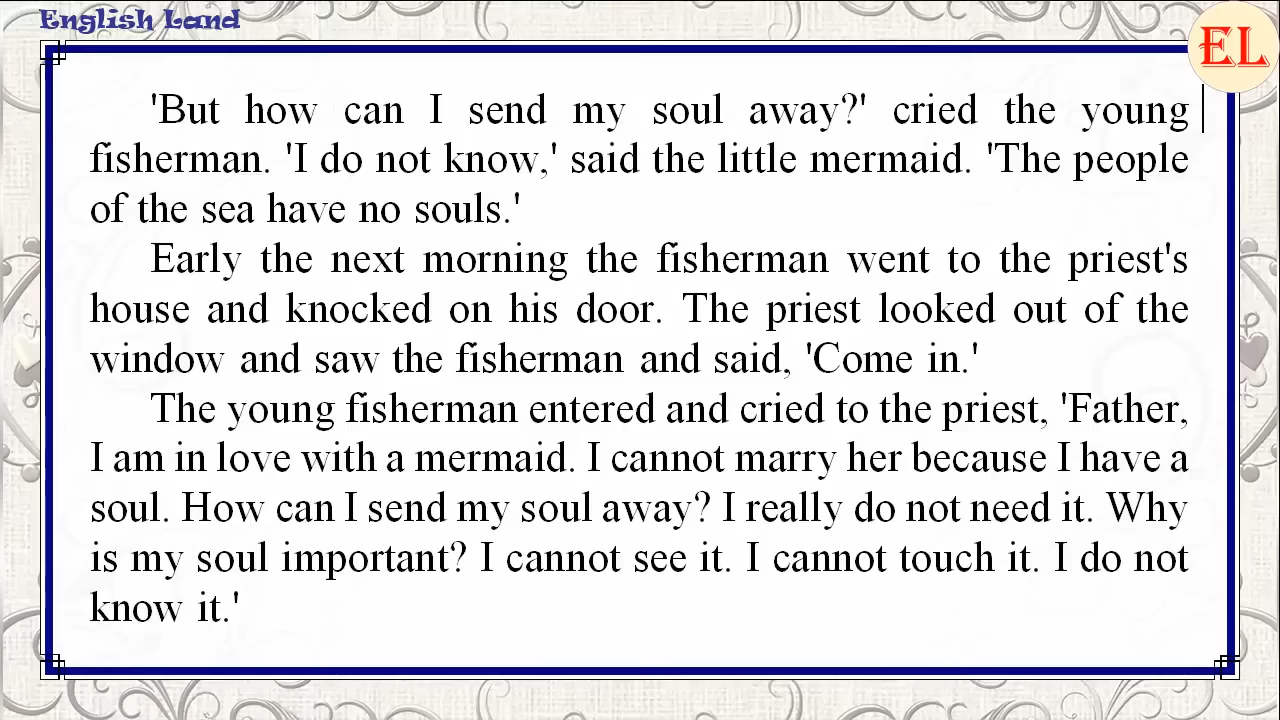 English Land
EL
'But how can I send my soul away?' cried the young
fisherman. 'I do not know,' said the little mermaid. 'The people
of the sea have no souls.'
Early the next morning the fisherman went to the priest's
house and knocked on his door. The priest looked out of the
window and saw the fisherman and said, 'Come in.'
The young fisherman entered and cried to the priest, 'Father,
I am in love with a mermaid. I cannot marry her because I have a
soul. How can I send my soul away? I really do not need it. Why
is my soul important? I cannot see it. I cannot touch it. I do not
know it.'